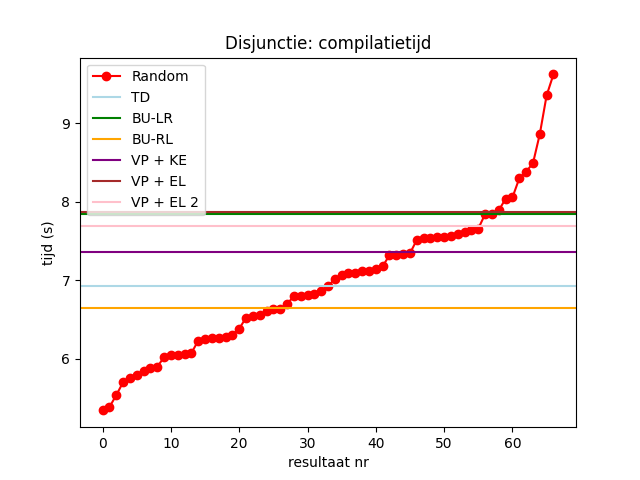 Disjunctie: compilatietijd
Random
TD
BU-LR
BU-RL
VP + KE
VP + EL
VP + EL 2
tijd (s)
9
8
7
6
0 10 20 30 40 50 60
resultaat nr